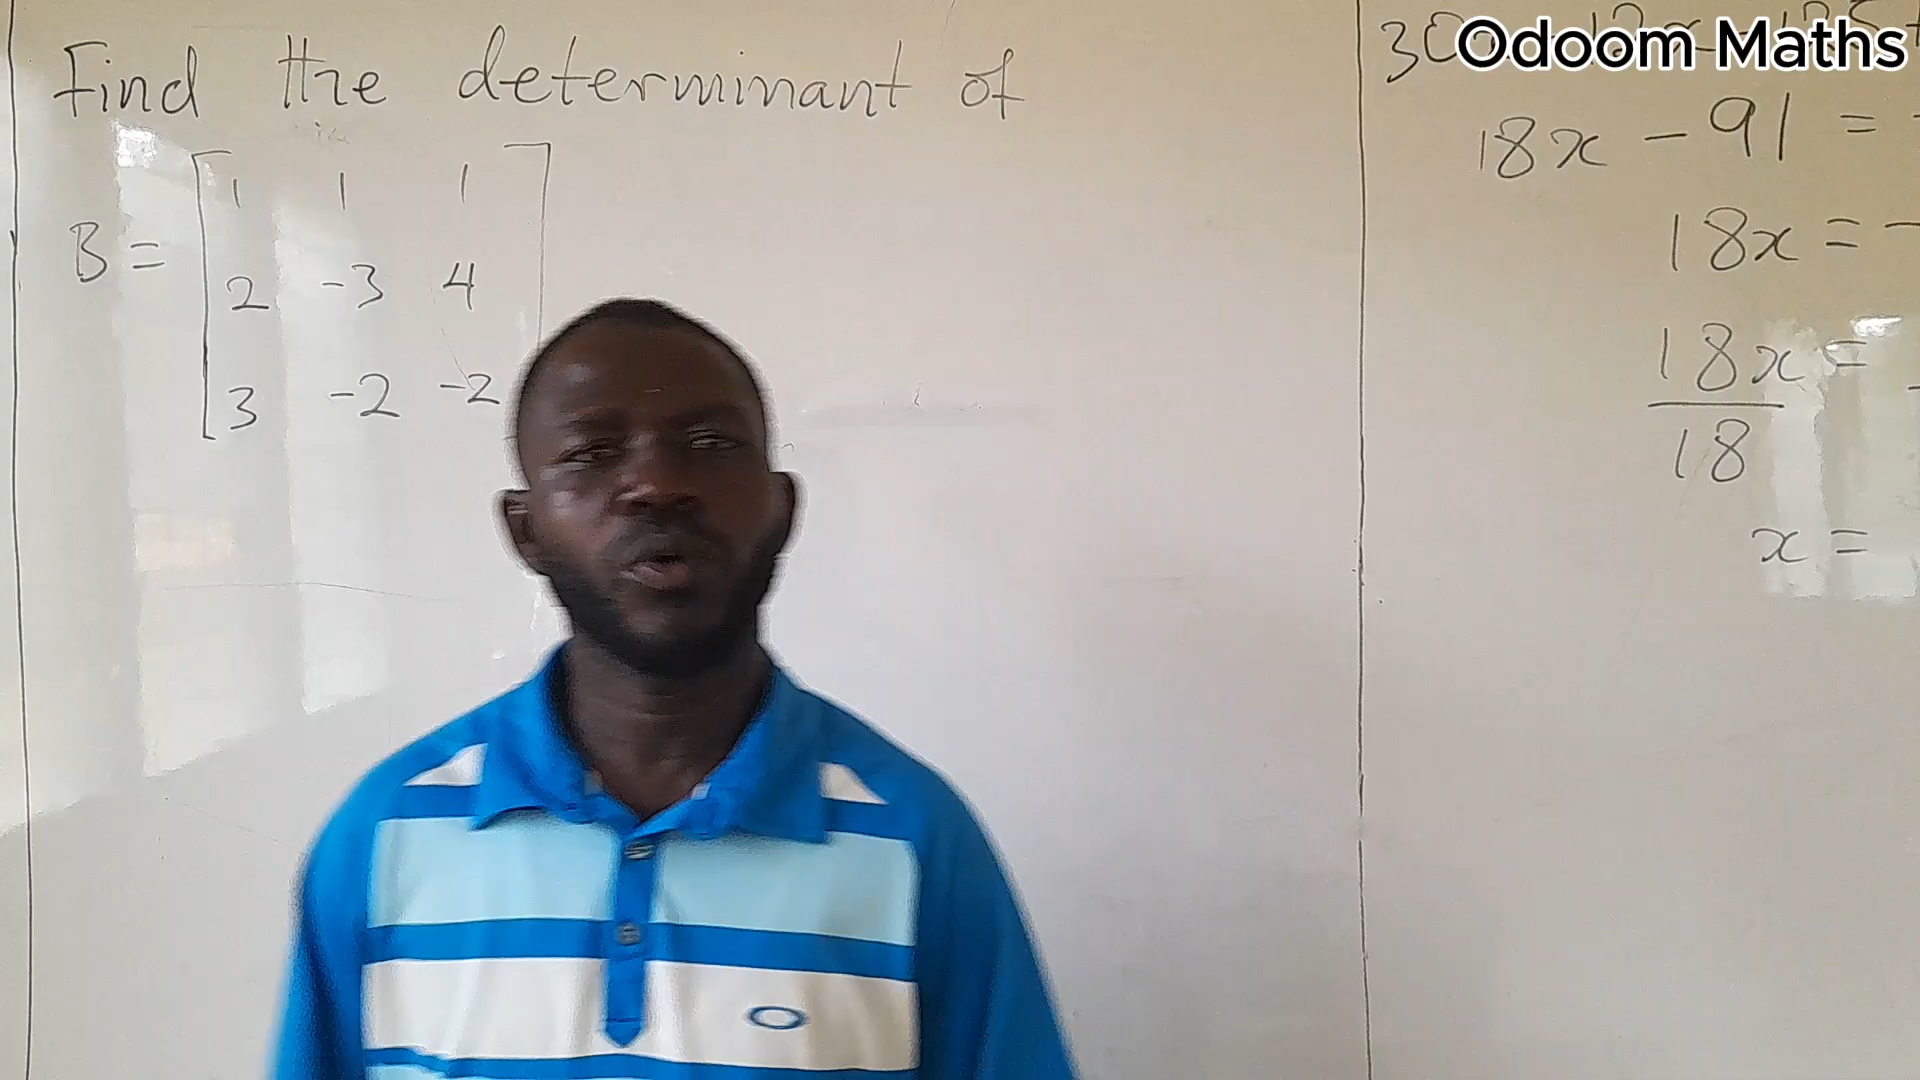 Find the determinant of
1 1 1
B =
2 -3 4
3 -2 -2
Odoom Maths
18x - 91 =
18x = -
18x =
18
x =